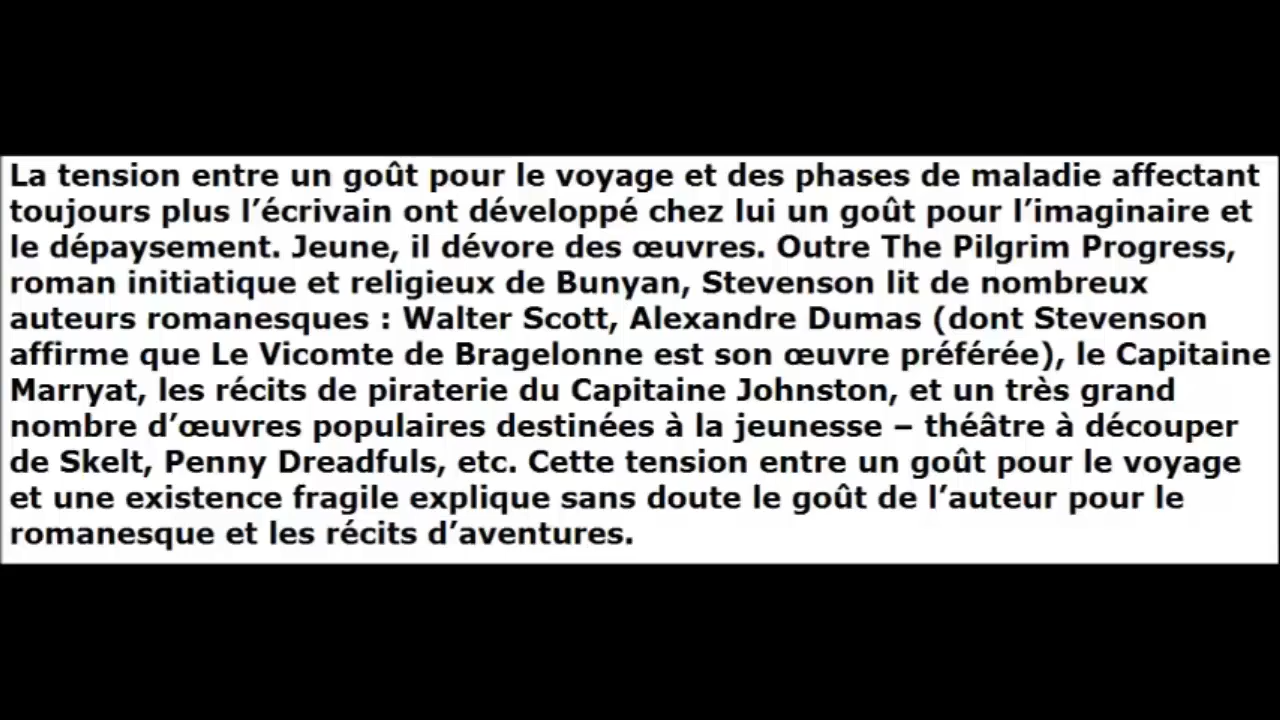 La tension entre un goût pour le voyage et des phases de maladie affectant
toujours plus l’écrivain ont développé chez lui un goût pour l’imaginaire et
le dépaysement. Jeune, il dévore des œuvres. Outre The Pilgrim Progress,
roman initiatique et religieux de Bunyan, Stevenson lit de nombreux
auteurs romanesques : Walter Scott, Alexandre Dumas (dont Stevenson
affirme que Le Vicomte de Bragelonne est son œuvre préférée), le Capitaine
Marryat, les récits de piraterie du Capitaine Johnston, et un très grand
nombre d’œuvres populaires destinées à la jeunesse – théâtre à découper
de Skelt, Penny Dreadfuls, etc. Cette tension entre un goût pour le voyage
et une existence fragile explique sans doute le goût de l’auteur pour le
romanesque et les récits d’aventures.